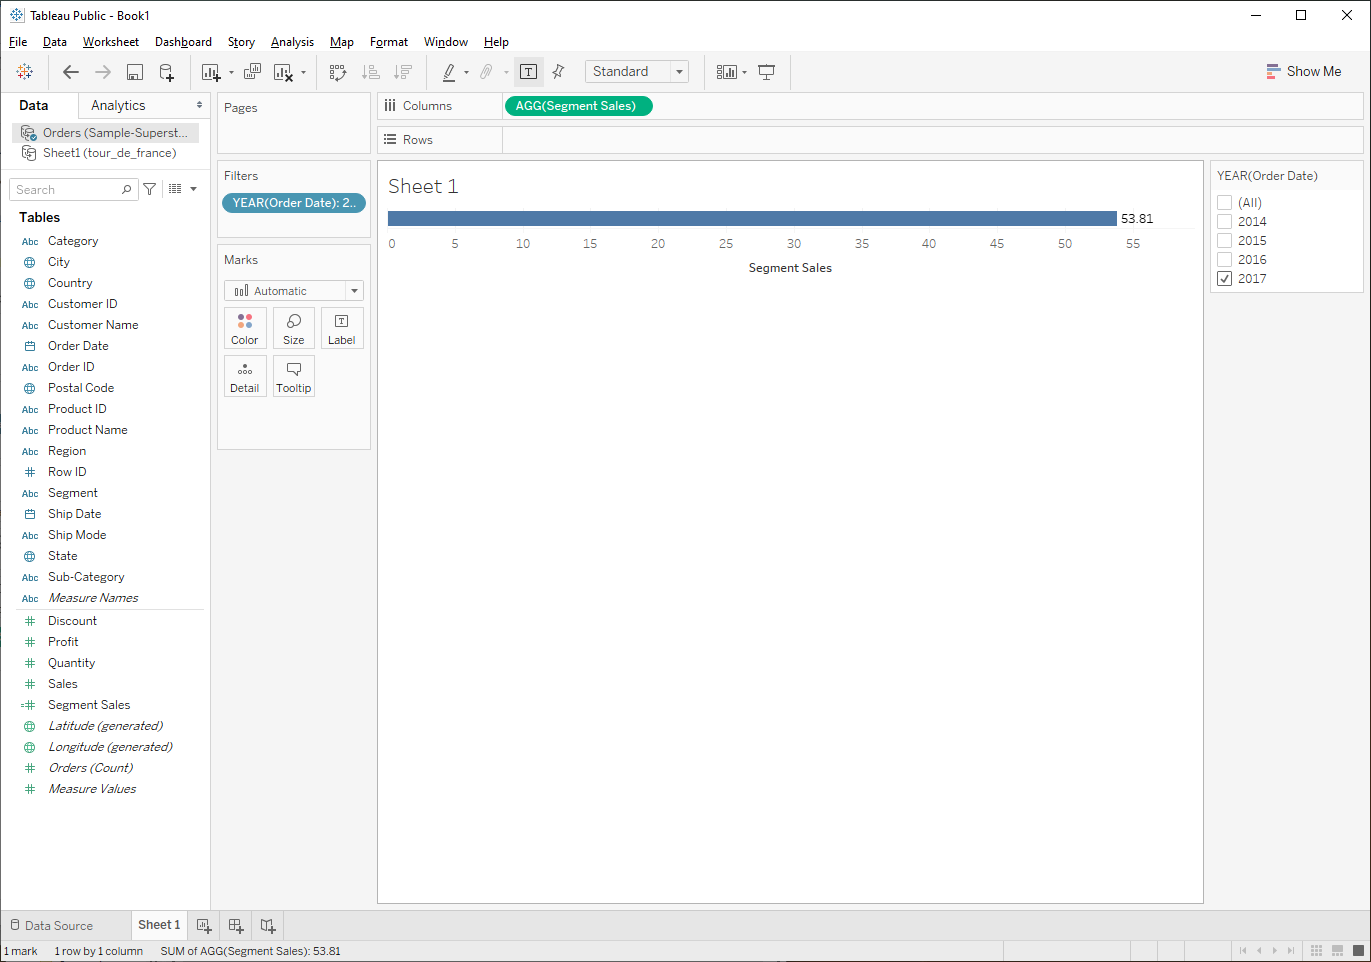 Tableau Public - Book1
File Data Worksheet Dashboard Story Analysis Map Format Window Help
Standard
Show Me
Data Analytics
Orders (Sample-Superst...
Sheet1 (tour_de_france)
Search
Tables
Abc Category
City
Country
Abc Customer ID
Abc Customer Name
Order Date
Abc Order ID
Postal Code
Abc Product ID
Abc Product Name
Abc Region
# Row ID
Abc Segment
Ship Date
Abc Ship Mode
State
Abc Sub-Category
Abc Measure Names
# Discount
# Profit
# Quantity
# Sales
=# Segment Sales
Latitude (generated)
Longitude (generated)
# Orders (Count)
# Measure Values
Pages
Filters
YEAR(Order Date): 2..
Marks
Automatic
Color Size Label
Detail Tooltip
Columns AGG(Segment Sales)
Rows
Sheet 1
53.81
0 5 10 15 20 25 30 35 40 45 50 55
Segment Sales
YEAR(Order Date)
(All)
2014
2015
2016
2017
Data Source Sheet 1
1 mark 1 row by 1 column SUM of AGG(Segment Sales): 53.81